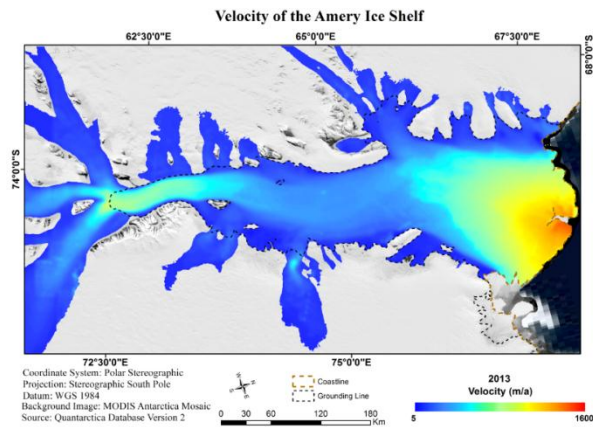 Velocity of the Amery Ice Shelf
62°30'0"E 65°0'0"E 67°30'0"E
68°0'0"S
74°0'0"S
72°30'0"E 75°0'0"E
Coordinate System: Polar Stereographic
Projection: Stereographic South Pole
Datum: WGS 1984
Background Image: MODIS Antarctica Mosaic
Source: Quantarctica Database Version 2
N
E
S
W
Coastline
Grounding Line
0 30 60 120 180
Km
2013
Velocity (m/a)
5 1600